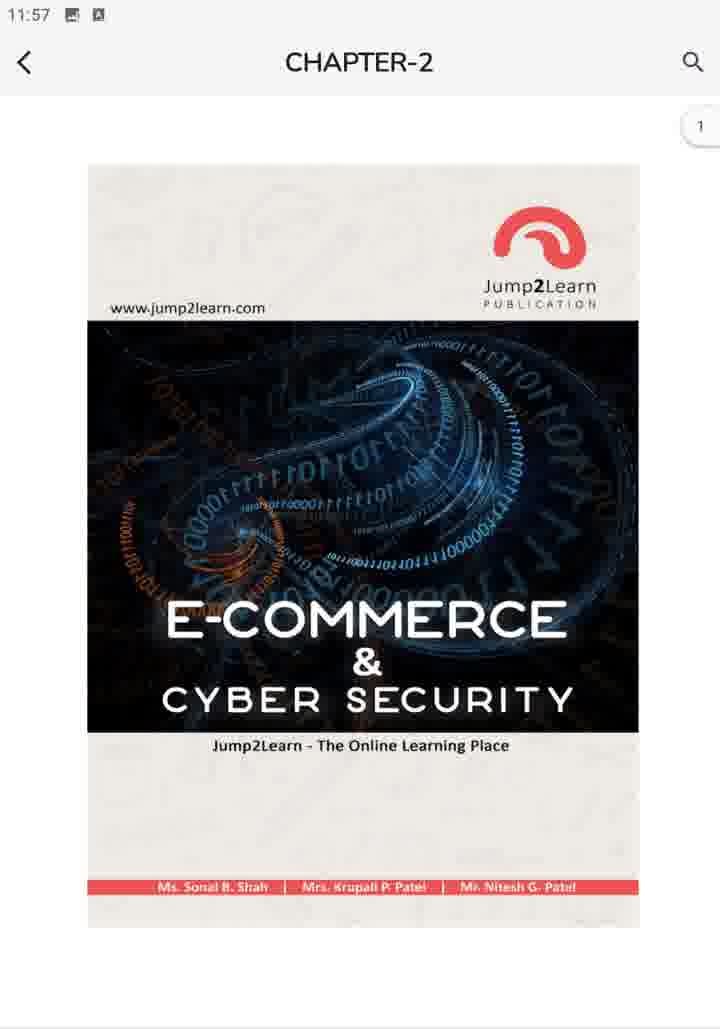 11:57
CHAPTER-2
1
Jump2Learn
PUBLICATION
www.jump2learn.com
E-COMMERCE
&
CYBER SECURITY
Jump2Learn - The Online Learning Place
Ms. Sonal B. Shah | Mrs. Krupali P. Patel | Mr. Nitesh G. Patel